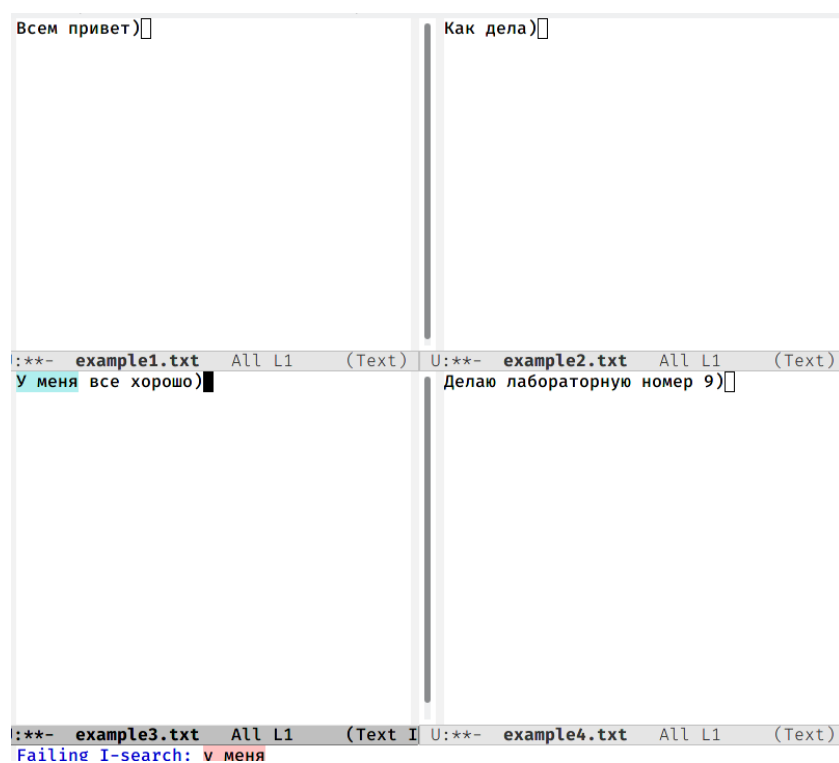 Всем привет)
Как дела)
:**-  example1.txt   All L1     (Text)
U:**-  example2.txt   All L1     (Text)
У меня все хорошо)
Делаю лабораторную номер 9)
:**-  example3.txt   All L1     (Text I
U:**-  example4.txt   All L1     (Text)
Failing I-search: у меня